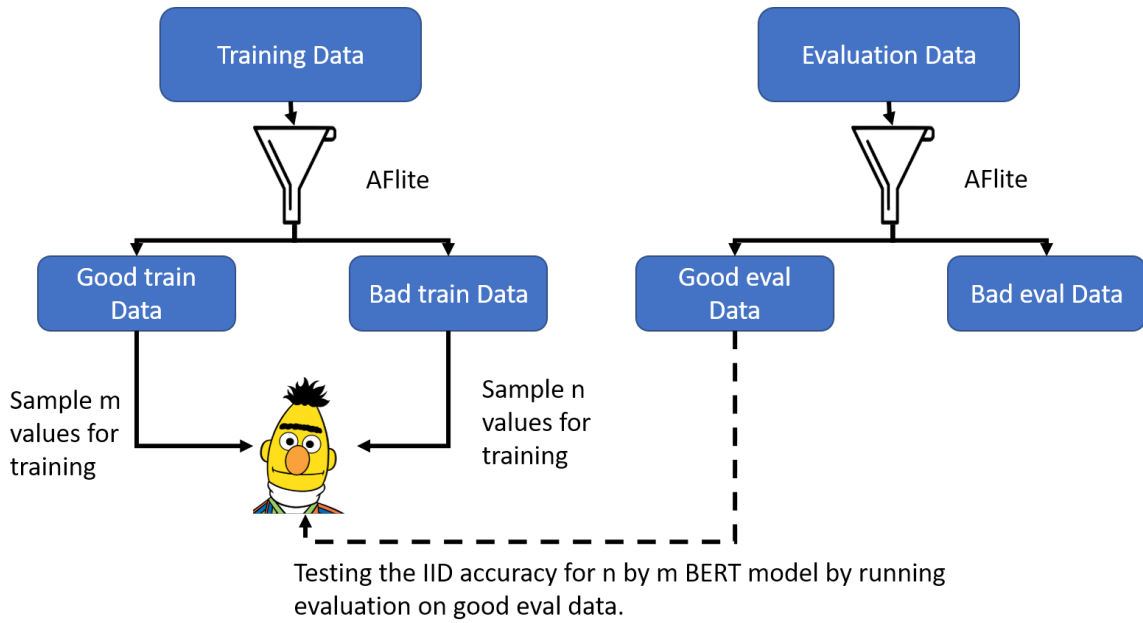 Training Data
Evaluation Data
AFlite
AFlite
Good train
Data
Bad train Data
Good eval
Data
Bad eval Data
Sample m
values for
training
Sample n
values for
training
Testing the IID accuracy for n by m BERT model by running
evaluation on good eval data.